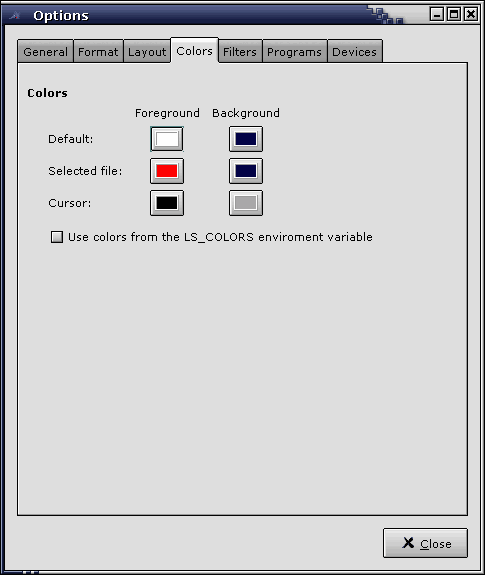 Options
General Format Layout Colors Filters Programs Devices
Colors
Foreground Background
Default:
Selected file:
Cursor:
Use colors from the LS_COLORS enviroment variable
Close